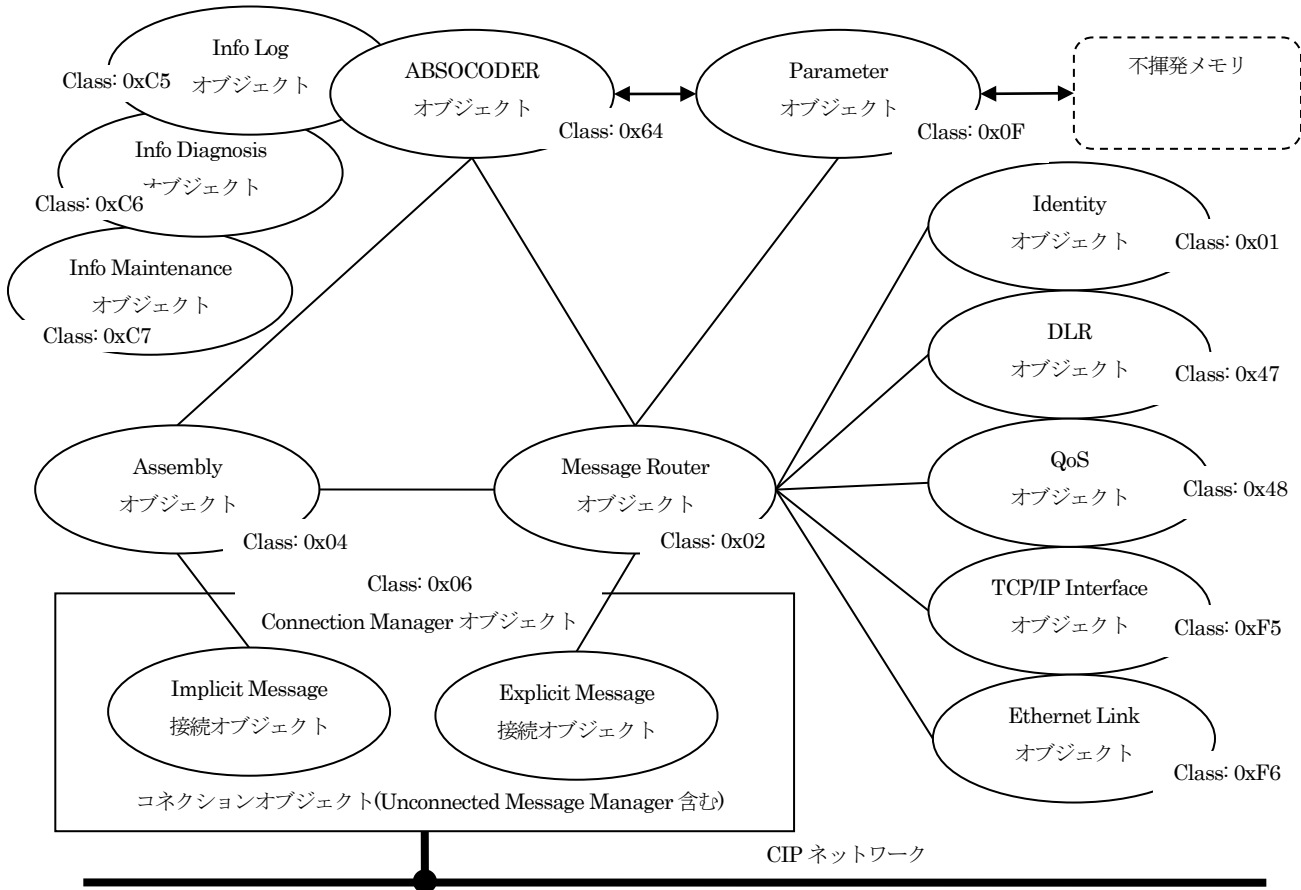 Info Log
オブジェクト
Class: 0xC5
ABSOCODER
オブジェクト
Class: 0x64
Parameter
オブジェクト
Class: 0x0F
不揮発メモリ
Info Diagnosis
オブジェクト
Class: 0xC6
Info Maintenance
オブジェクト
Class: 0xC7
Identity
オブジェクト
Class: 0x01
DLR
オブジェクト
Class: 0x47
QoS
オブジェクト
Class: 0x48
TCP/IP Interface
オブジェクト
Class: 0xF5
Ethernet Link
オブジェクト
Class: 0xF6
Assembly
オブジェクト
Class: 0x04
Message Router
オブジェクト
Class: 0x02
Class: 0x06
Connection Manager オブジェクト
Implicit Message
接続オブジェクト
Explicit Message
接続オブジェクト
コネクションオブジェクト(Unconnected Message Manager 含む)
CIP ネットワーク